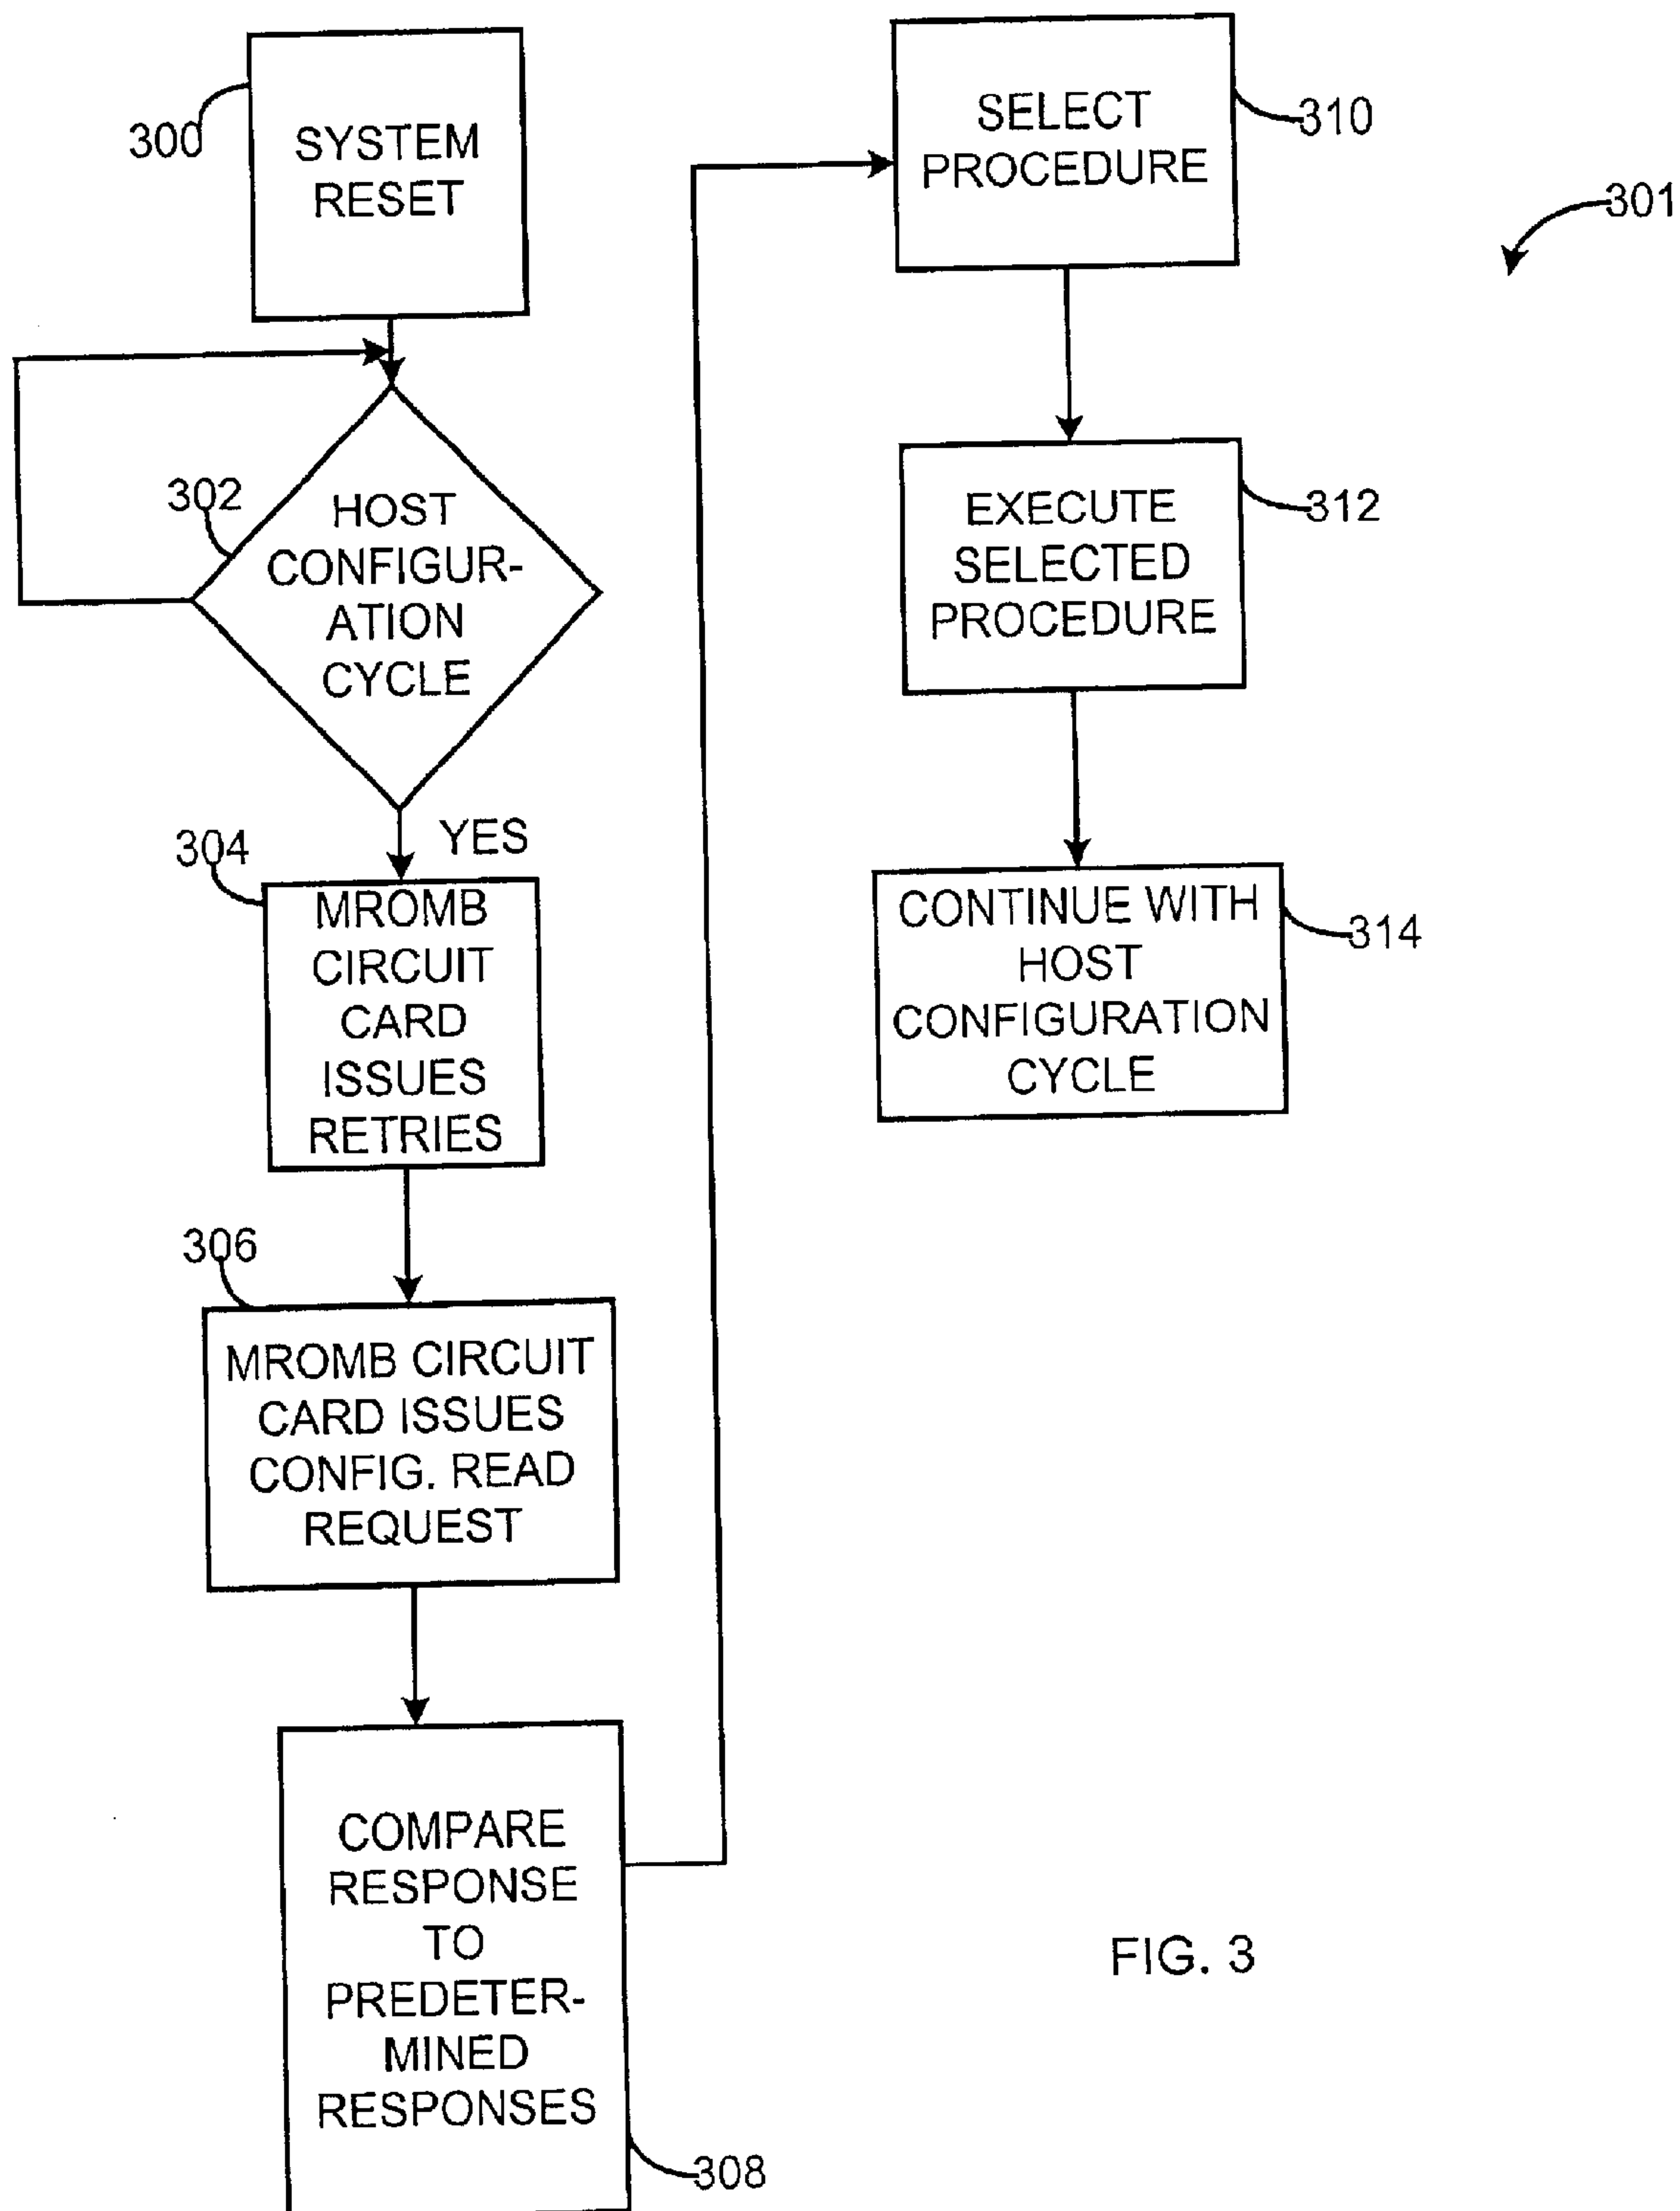 300
SYSTEM
RESET
302
HOST
CONFIGUR-
ATION
CYCLE
YES
304
MROMB
CIRCUIT
CARD
ISSUES
RETRIES
306
MROMB CIRCUIT
CARD ISSUES
CONFIG. READ
REQUEST
COMPARE
RESPONSE
TO
PREDETER-
MINED
RESPONSES
308
SELECT
PROCEDURE
310
301
EXECUTE
SELECTED
PROCEDURE
312
CONTINUE WITH
HOST
CONFIGURATION
CYCLE
314
FIG. 3